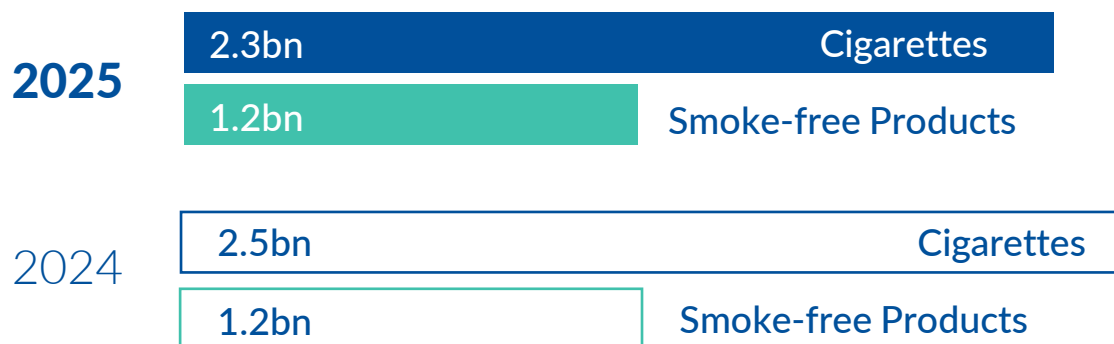 2025
2.3bn Cigarettes
1.2bn Smoke-free Products
2024
2.5bn Cigarettes
1.2bn Smoke-free Products